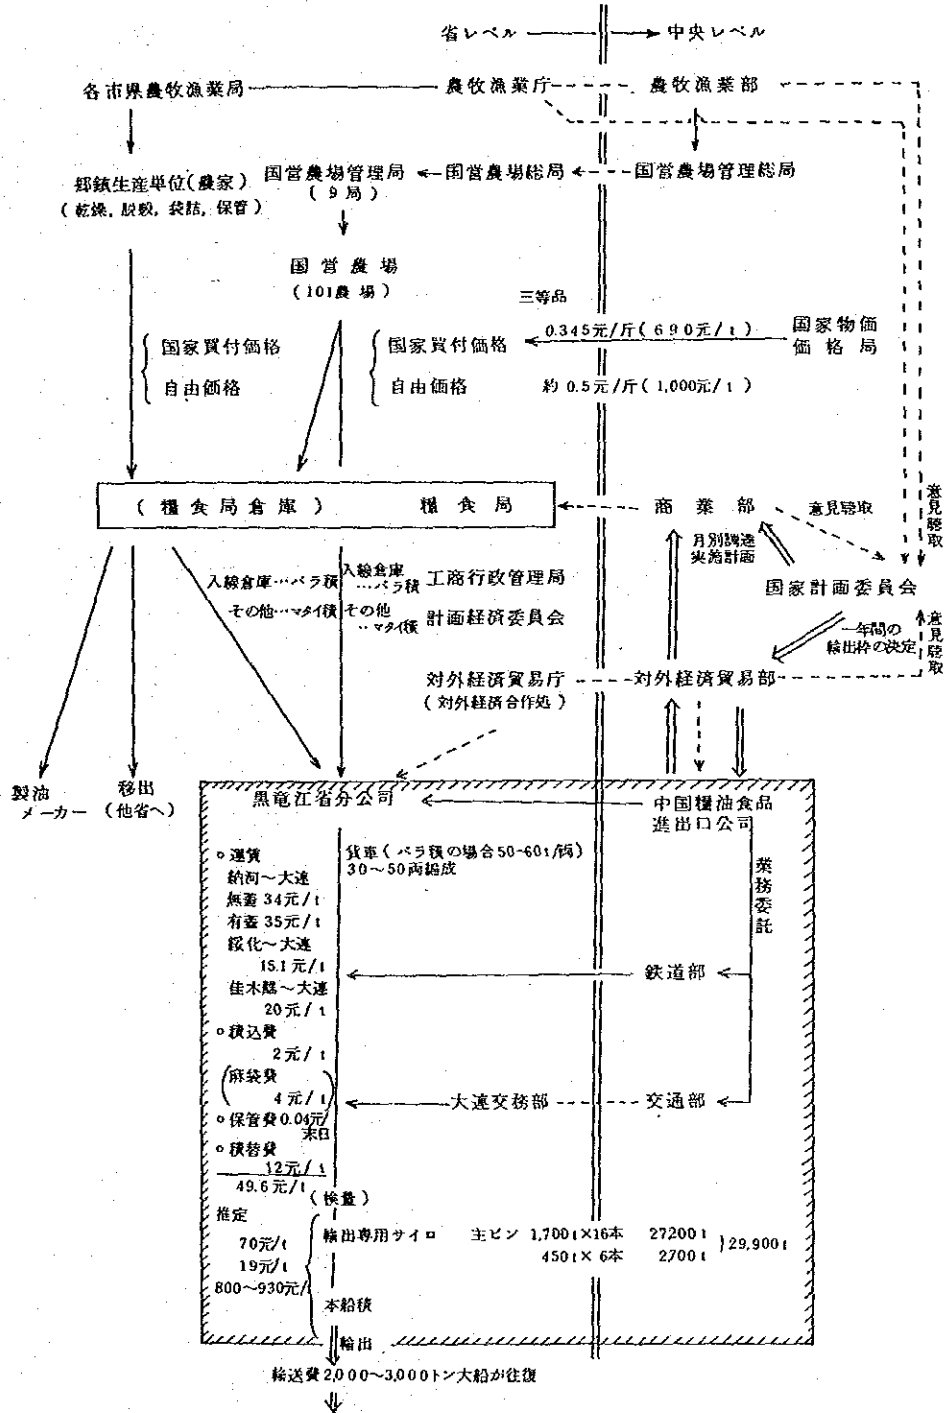 省レベル 中央レベル
各市県農牧漁業局 農牧漁業庁 農牧漁業部
郷鎮生産単位(農家) 国営農場管理局 国営農場総局 国営農場管理総局
(乾燥, 脱穀, 袋詰, 保管) (9局)
国営農場
(101農場)
三等品
国家買付価格 国家買付価格 0.345元/斤(690元/t) 国家物価
価格局
自由価格 自由価格 約0.5元/斤(1,000元/t)
(糧食局倉庫) 糧食局 商業部 意見聴取
意見聴取
月別調達
実施計画
入線倉庫…バラ積 入線倉庫 工商行政管理局 国家計画委員会
…バラ積
その他…マタイ積 その他 計画経済委員会
…マタイ積
一年間の
輸出枠の決定
意見聴取
対外経済貿易庁 対外経済貿易部
(対外経済合作処)
製油 移出
メーカー (他省へ)
黒竜江省分公司 中国糧油食品
進出口公司
業務委託
貨車(バラ積の場合50-60t/両)
30～50両編成
○運賃
納河～大連
無蓋34元/t
有蓋35元/t
綏化～大連
15.1元/t
佳木斯～大連
20元/t
鉄道部
○積込費
2元/t
(麻袋費
4元/t)
大連交務部 交通部
○保管費0.04元/
末日
○積替費
12元/t
49.6元/t
(検量)
推定
70元/t
19元/t
800～930元/
輸出専用サイロ 主ビン 1,700t×16本 27200t
450t×6本 2700t }29,900t
本船積
輸出
輸送費2,000～3,000トン大船が往復